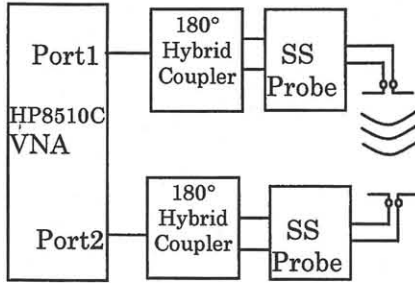 Port1
HP8510C
VNA
Port2
180°
Hybrid
Coupler
SS
Probe
180°
Hybrid
Coupler
SS
Probe